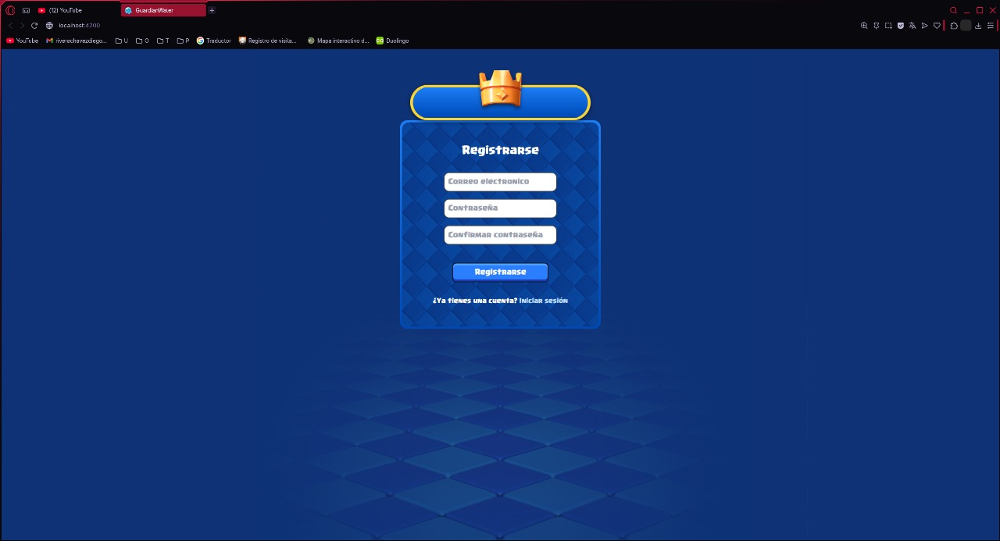 (12) YouTube
GuardianWater
localhost:4200
YouTube
riverachavezdiego...
U
O
T
P
Traductor
Registro de visita...
Mapa interactivo d...
Duolingo
Registrarse
Correo electronico
Contraseña
Confirmar contraseña
Registrarse
¿Ya tienes una cuenta? Iniciar sesión